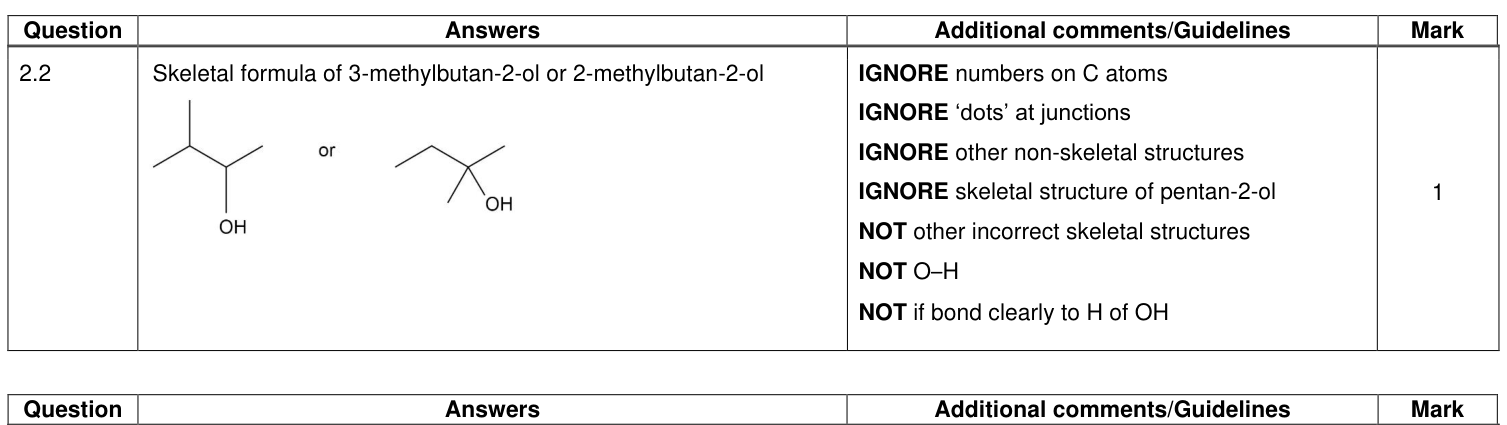 Question Answers Additional comments/Guidelines Mark
2.2 Skeletal formula of 3-methylbutan-2-ol or 2-methylbutan-2-ol
or
OH
OH
IGNORE numbers on C atoms
IGNORE ‘dots’ at junctions
IGNORE other non-skeletal structures
IGNORE skeletal structure of pentan-2-ol
NOT other incorrect skeletal structures
NOT O–H
NOT if bond clearly to H of OH
1
Question Answers Additional comments/Guidelines Mark